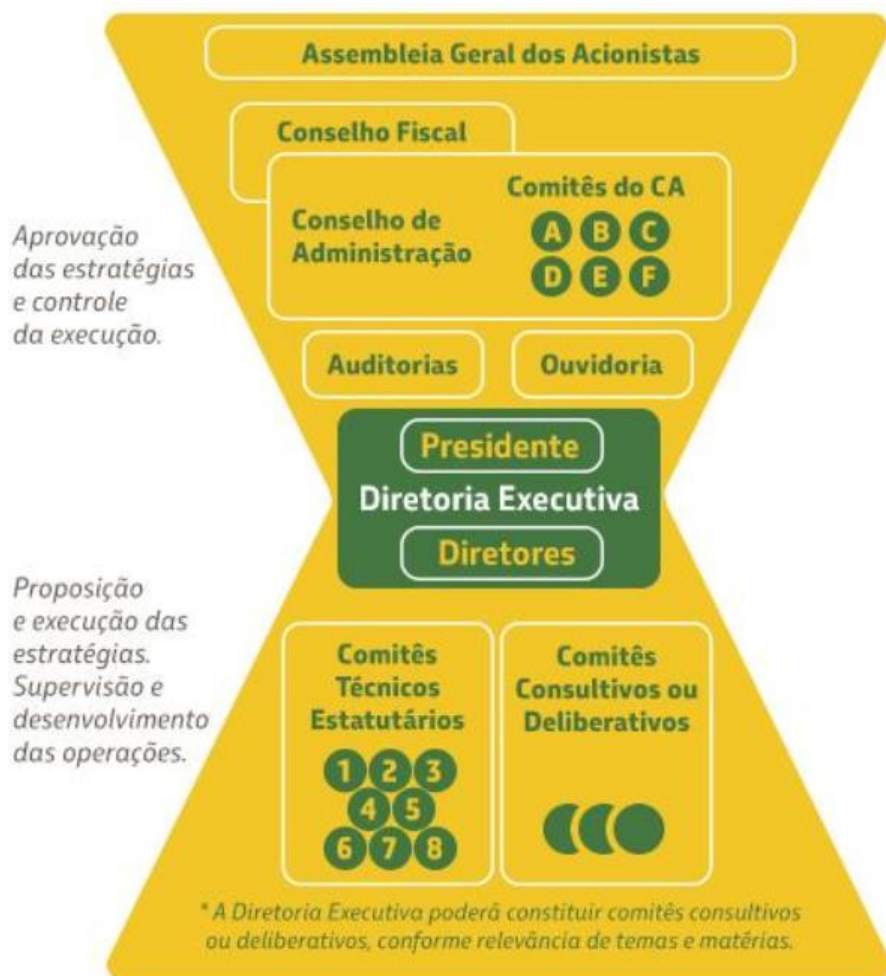 Assembleia Geral dos Acionistas
Conselho Fiscal
Comitês do CA
Conselho de
Administração
A B C
D E F
Aprovação
das estratégias
e controle
da execução.
Auditorias
Ouvidoria
Presidente
Diretoria Executiva
Diretores
Proposição
e execução das
estratégias.
Supervisão e
desenvolvimento
das operações.
Comitês
Técnicos
Estatutários
1 2 3
4 5
6 7 8
Comitês
Consultivos ou
Deliberativos
* A Diretoria Executiva poderá constituir comitês consultivos
ou deliberativos, conforme relevância de temas e matérias.